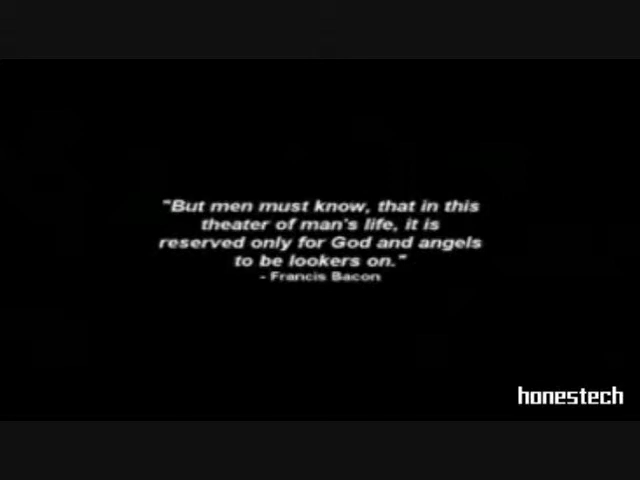 "But men must know, that in this
theater of man's life, it is
reserved only for God and angels
to be lookers on."
- Francis Bacon
honestech